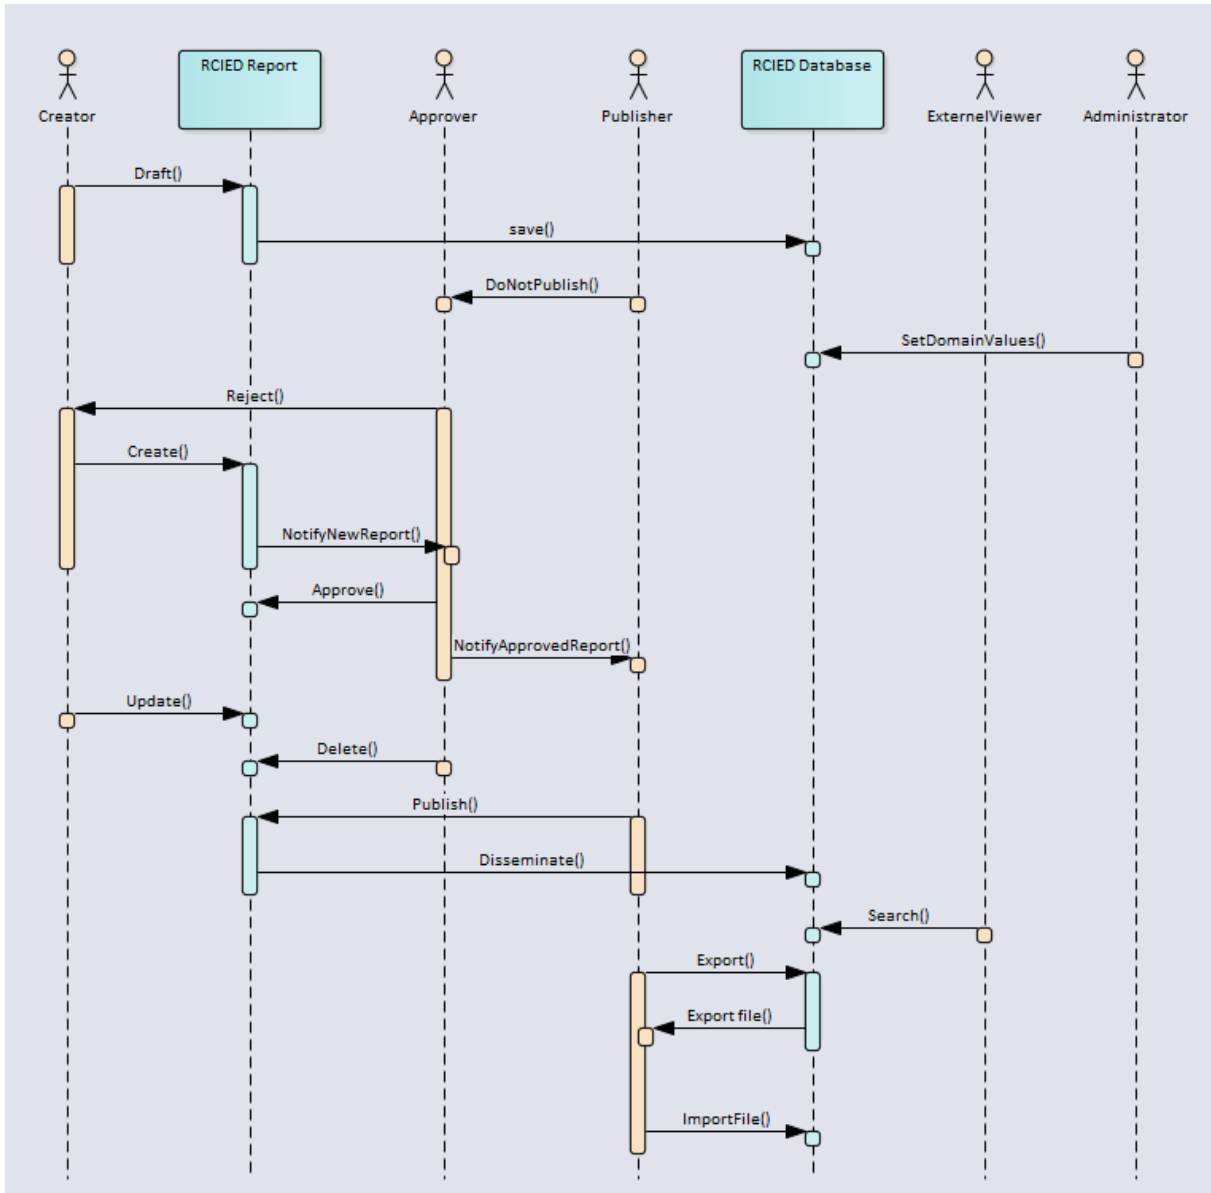 RCIED Report
RCIED Database
Creator
Approver
Publisher
ExternelViewer
Administrator
Draft()
save()
DoNotPublish()
SetDomainValues()
Reject()
Create()
NotifyNewReport()
Approve()
NotifyApprovedReport()
Update()
Delete()
Publish()
Disseminate()
Search()
Export()
Export file()
ImportFile()